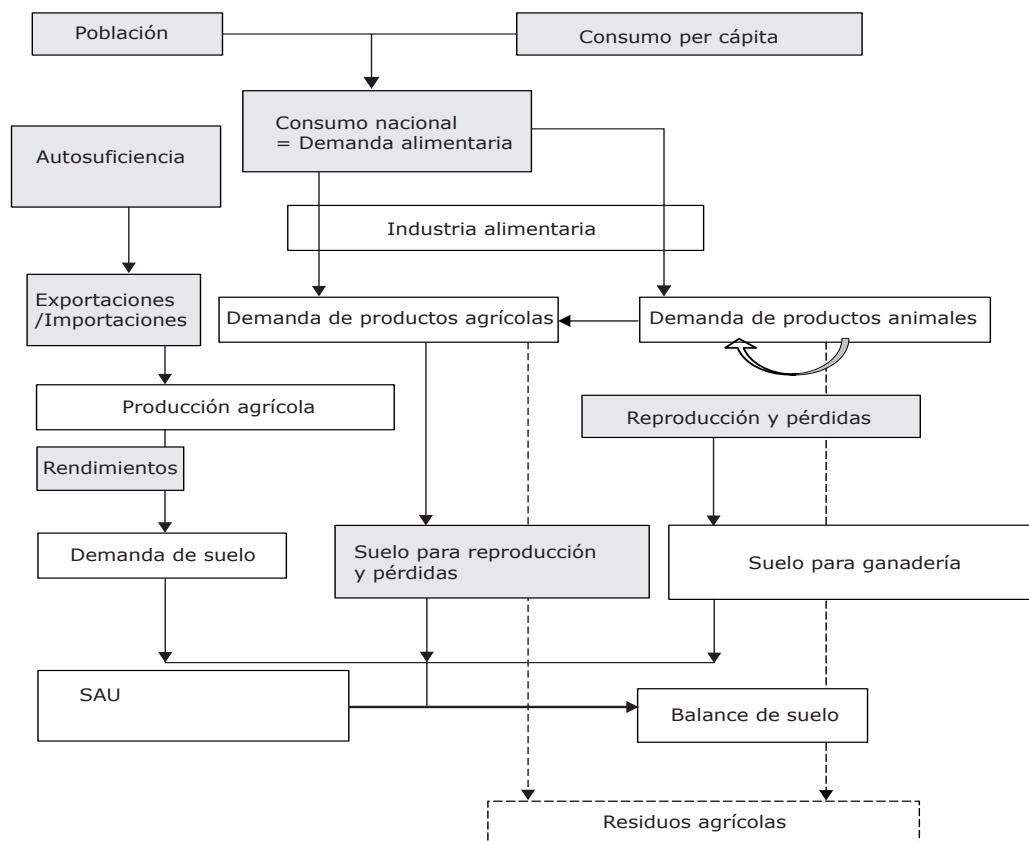 Población
Consumo per cápita
Consumo nacional
= Demanda alimentaria
Autosuficiencia
Industria alimentaria
Exportaciones
/Importaciones
Demanda de productos agrícolas
Demanda de productos animales
Producción agrícola
Reproducción y pérdidas
Rendimientos
Demanda de suelo
Suelo para reproducción
y pérdidas
Suelo para ganadería
SAU
Balance de suelo
Residuos agrícolas